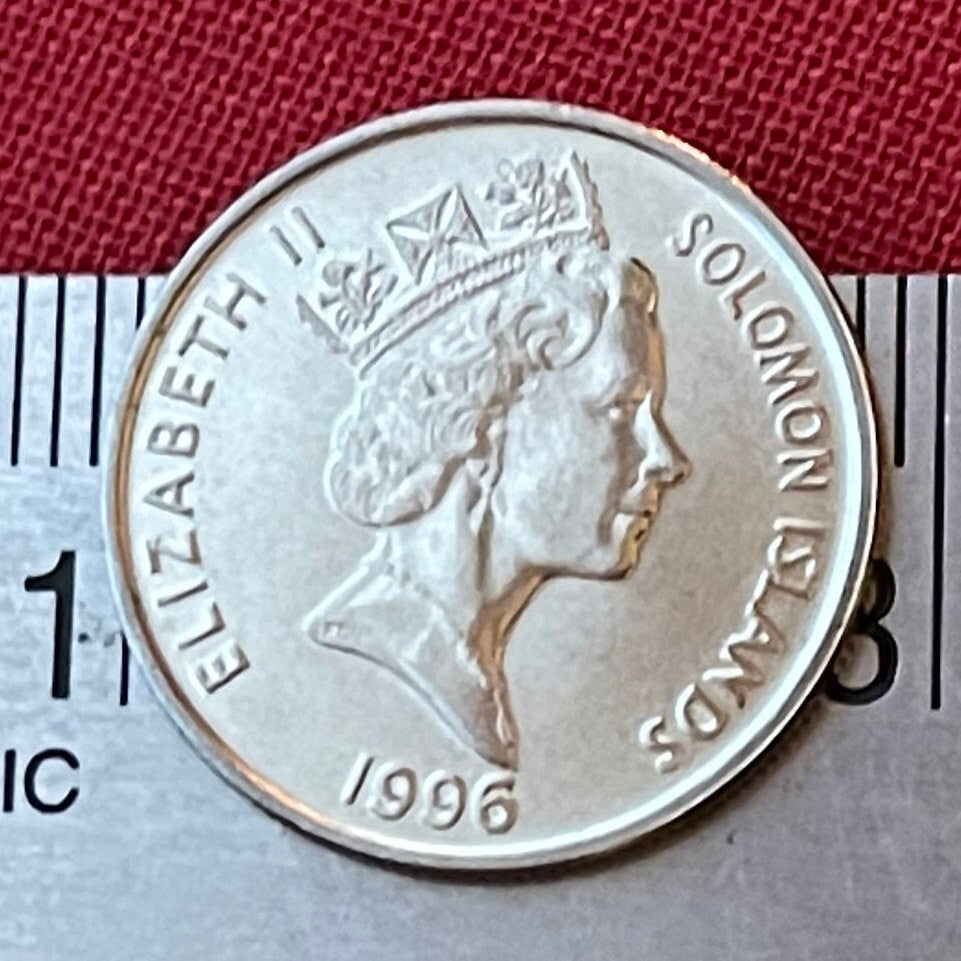 ELIZABETH II
SOLOMON ISLANDS
1996
1
3
IC